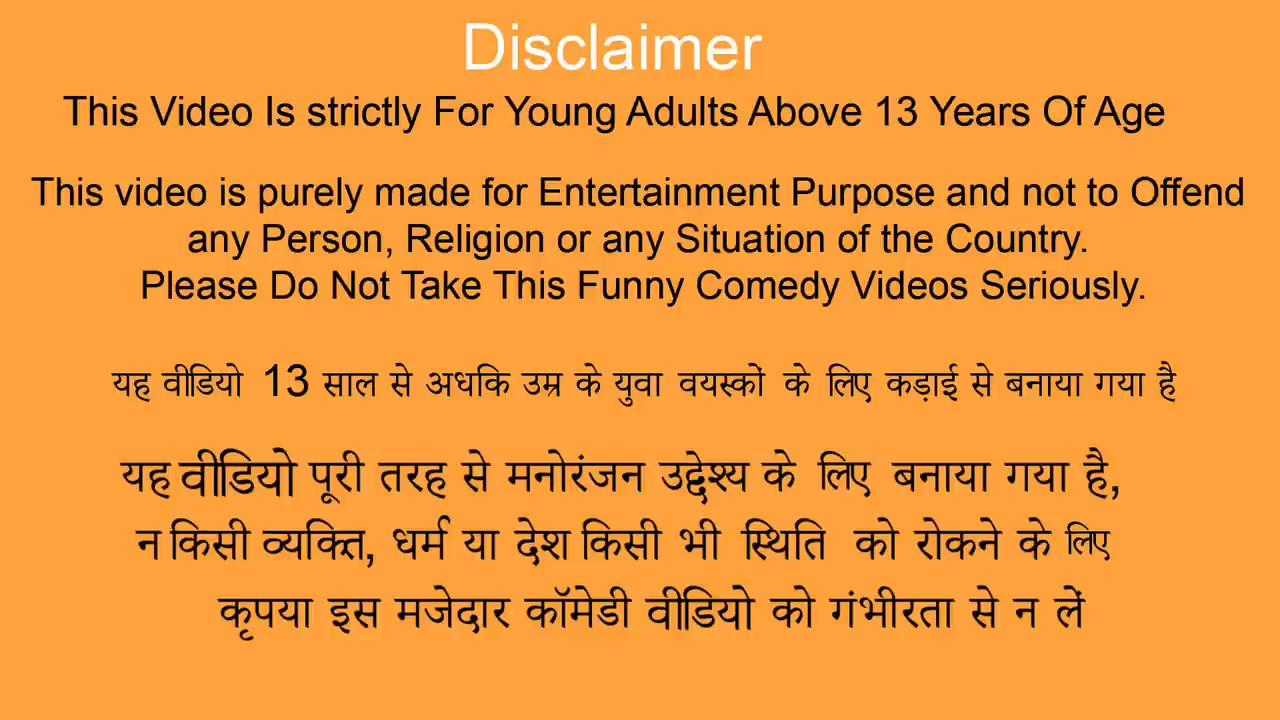 Disclaimer
This Video Is strictly For Young Adults Above 13 Years Of Age
This video is purely made for Entertainment Purpose and not to Offend
any Person, Religion or any Situation of the Country.
Please Do Not Take This Funny Comedy Videos Seriously.
यह वीडियो 13 साल से अधकि उम्र के युवा वयस्कों के लिए कड़ाई से बनाया गया है
यह वीडियो पूरी तरह से मनोरंजन उद्देश्य के लिए बनाया गया है,
न किसी व्यक्ति, धर्म या देश किसी भी स्थिति को रोकने के लिए
कृपया इस मजेदार कॉमेडी वीडियो को गंभीरता से न लें